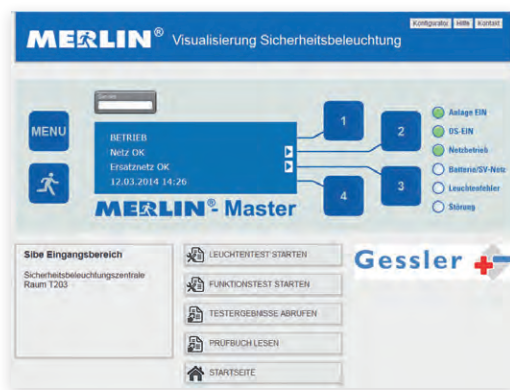 MERLIN® Visualisierung Sicherheitsbeleuchtung
Konfigurator Hilfe Kontakt
MENU
BETRIEB
Netz OK
Ersatznetz OK
12.03.2014 14:26
MERLIN® - Master
1
2
3
4
Anlage EIN
DS-EIN
Netzbetrieb
Batterie/SV-Netz
Leuchtenfehler
Störung
Sibe Eingangsbereich
Sicherheitsbeleuchtungszentrale
Raum T203
LEUCHTENTEST STARTEN
FUNKTIONSTEST STARTEN
TESTERGEBNISSE ABRUFEN
PRÜFBUCH LESEN
STARTSEITE
Gessler